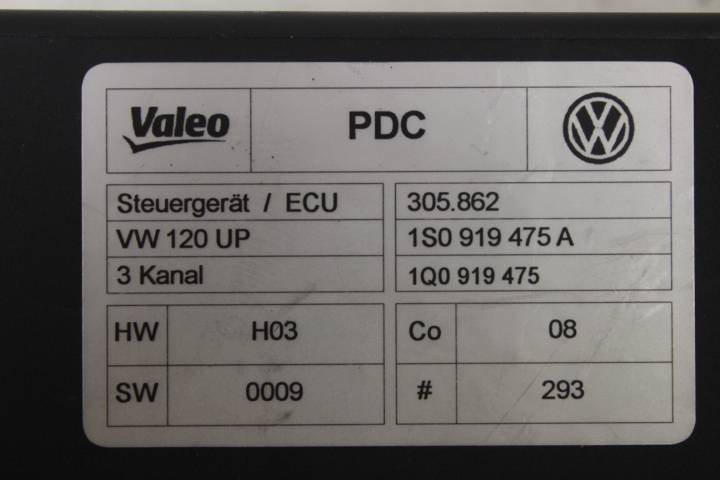 Valeo PDC
Steuergerät / ECU 305.862
VW 120 UP 1S0 919 475 A
3 Kanal 1Q0 919 475
HW H03 Co 08
SW 0009 # 293